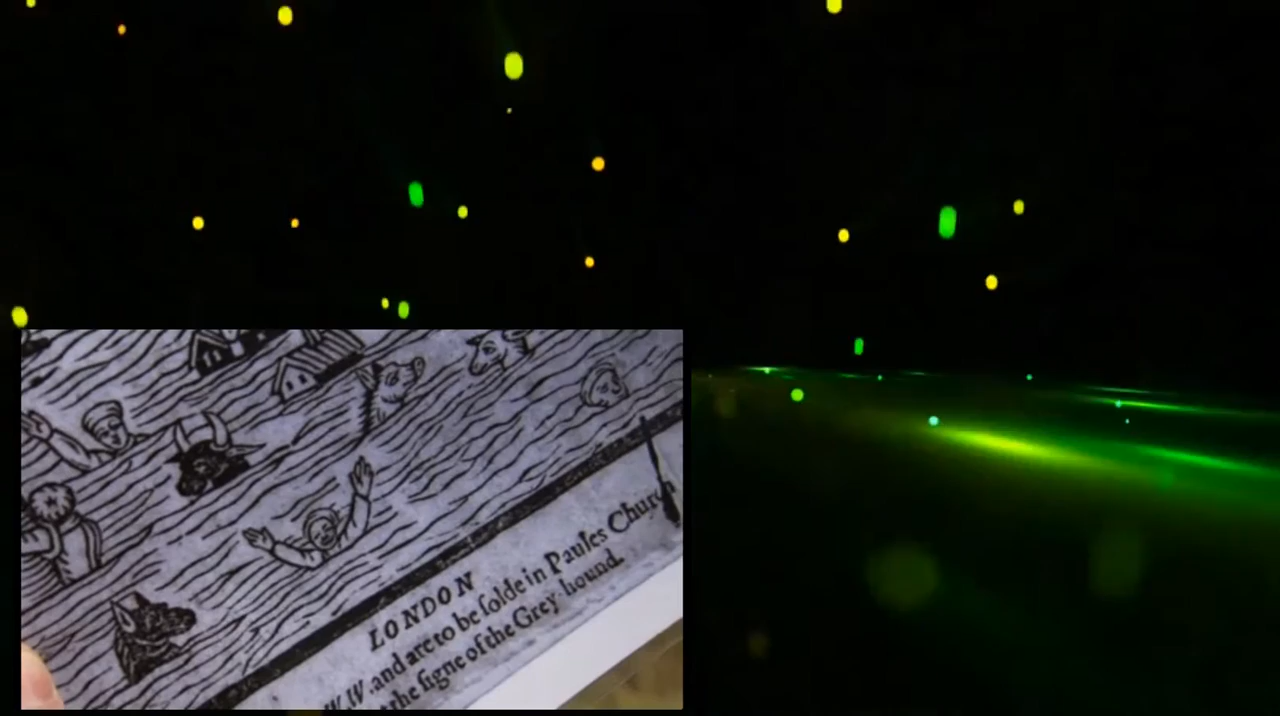 LONDON
W.W. and are to be ſolde in Paules Church
the ſigne of the Grey hound.